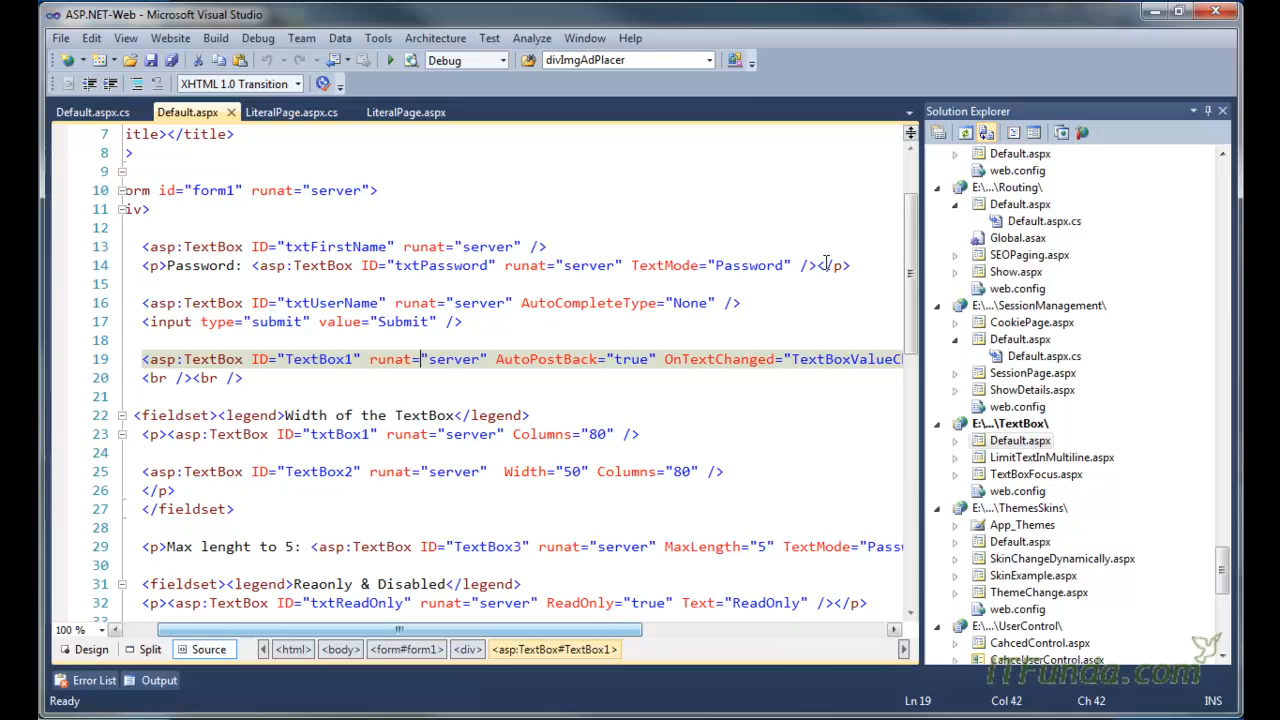 ASP.NET-Web - Microsoft Visual Studio
File Edit View Website Build Debug Team Data Tools Architecture Test Analyze Window Help
Debug divImgAdPlacer
XHTML 1.0 Transition
Default.aspx.cs Default.aspx LiteralPage.aspx.cs LiteralPage.aspx
7 itle></title>
8 >
9
10 orm id="form1" runat="server">
11 iv>
12
13 <asp:TextBox ID="txtFirstName" runat="server" />
14 <p>Password: <asp:TextBox ID="txtPassword" runat="server" TextMode="Password" /></p>
15
16 <asp:TextBox ID="txtUserName" runat="server" AutoCompleteType="None" />
17 <input type="submit" value="Submit" />
18
19 <asp:TextBox ID="TextBox1" runat="server" AutoPostBack="true" OnTextChanged="TextBoxValueCh
20 <br /><br />
21
22 <fieldset><legend>Width of the TextBox</legend>
23 <p><asp:TextBox ID="txtBox1" runat="server" Columns="80" />
24
25 <asp:TextBox ID="TextBox2" runat="server"  Width="50" Columns="80" />
26 </p>
27 </fieldset>
28
29 <p>Max lenght to 5: <asp:TextBox ID="TextBox3" runat="server" MaxLength="5" TextMode="Passw
30
31 <fieldset><legend>Reaonly & Disabled</legend>
32 <p><asp:TextBox ID="txtReadOnly" runat="server" ReadOnly="true" Text="ReadOnly" /></p>
100 %
Design Split Source <html> <body> <form#form1> <div> <asp:TextBox#TextBox1>
Error List Output
Ready Ln 19 Col 42 Ch 42 INS
Solution Explorer
Default.aspx
web.config
E:\...\Routing\
Default.aspx
Default.aspx.cs
Global.asax
SEOPaging.aspx
Show.aspx
web.config
E:\...\SessionManagement\
CookiePage.aspx
Default.aspx
Default.aspx.cs
SessionPage.aspx
ShowDetails.aspx
web.config
E:\...\TextBox\
Default.aspx
LimitTextInMultiline.aspx
TextBoxFocus.aspx
web.config
E:\...\ThemesSkins\
App_Themes
Default.aspx
SkinChangeDynamically.aspx
SkinExample.aspx
ThemeChange.aspx
web.config
E:\...\UserControl\
CahcedControl.aspx
CahceUserControl.ascx
ITFunda.com